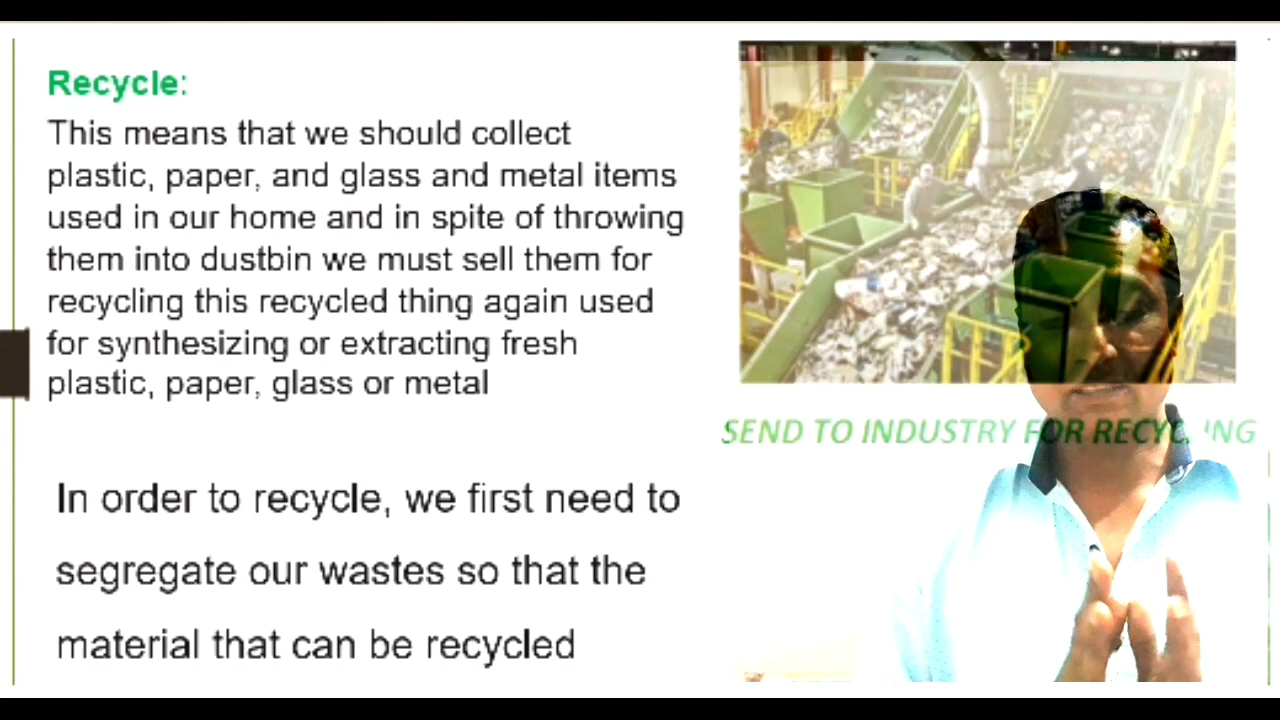 Recycle:
This means that we should collect
plastic, paper, and glass and metal items
used in our home and in spite of throwing
them into dustbin we must sell them for
recycling this recycled thing again used
for synthesizing or extracting fresh
plastic, paper, glass or metal
In order to recycle, we first need to
segregate our wastes so that the
material that can be recycled
SEND TO INDUSTRY FOR RECYCLING